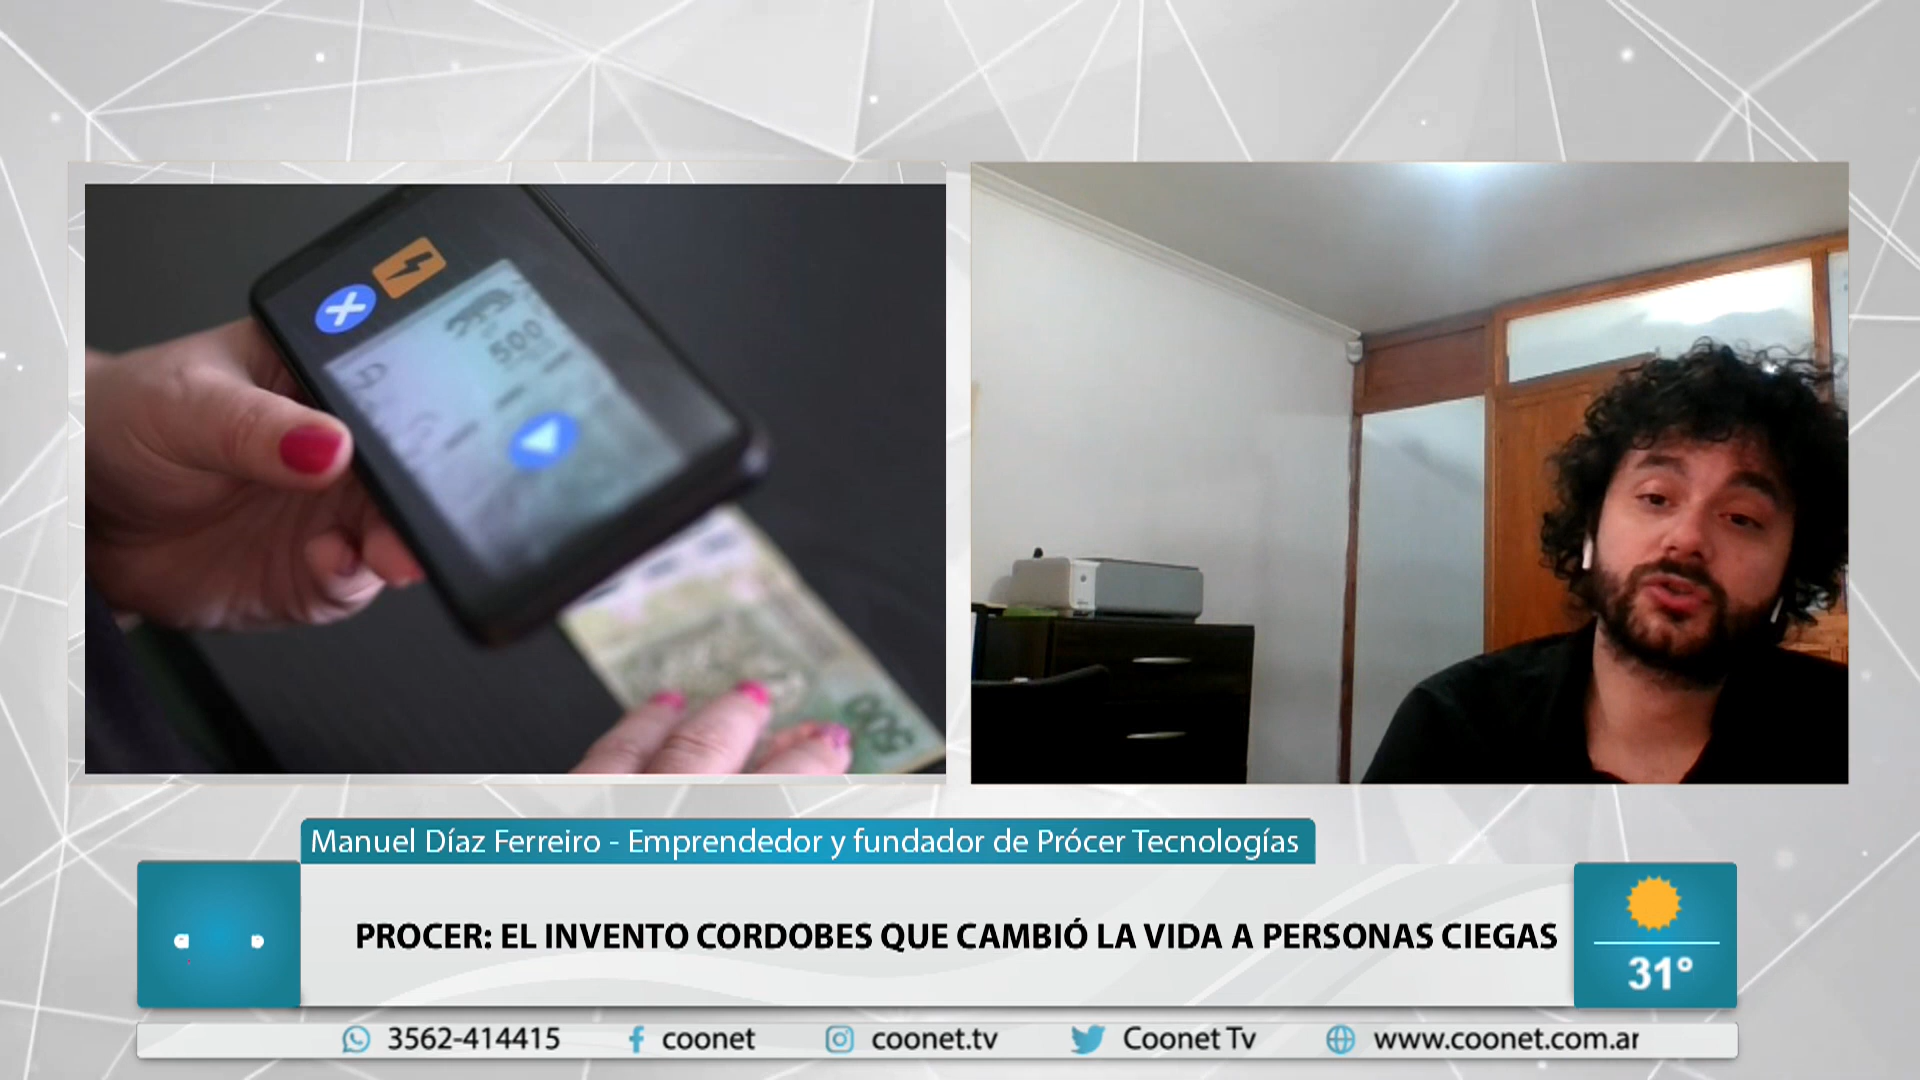 500
500
Manuel Díaz Ferreiro - Emprendedor y fundador de Prócer Tecnologías
PROCER: EL INVENTO CORDOBES QUE CAMBIÓ LA VIDA A PERSONAS CIEGAS
31°
3562-414415 coonet coonet.tv Coonet Tv www.coonet.com.ar